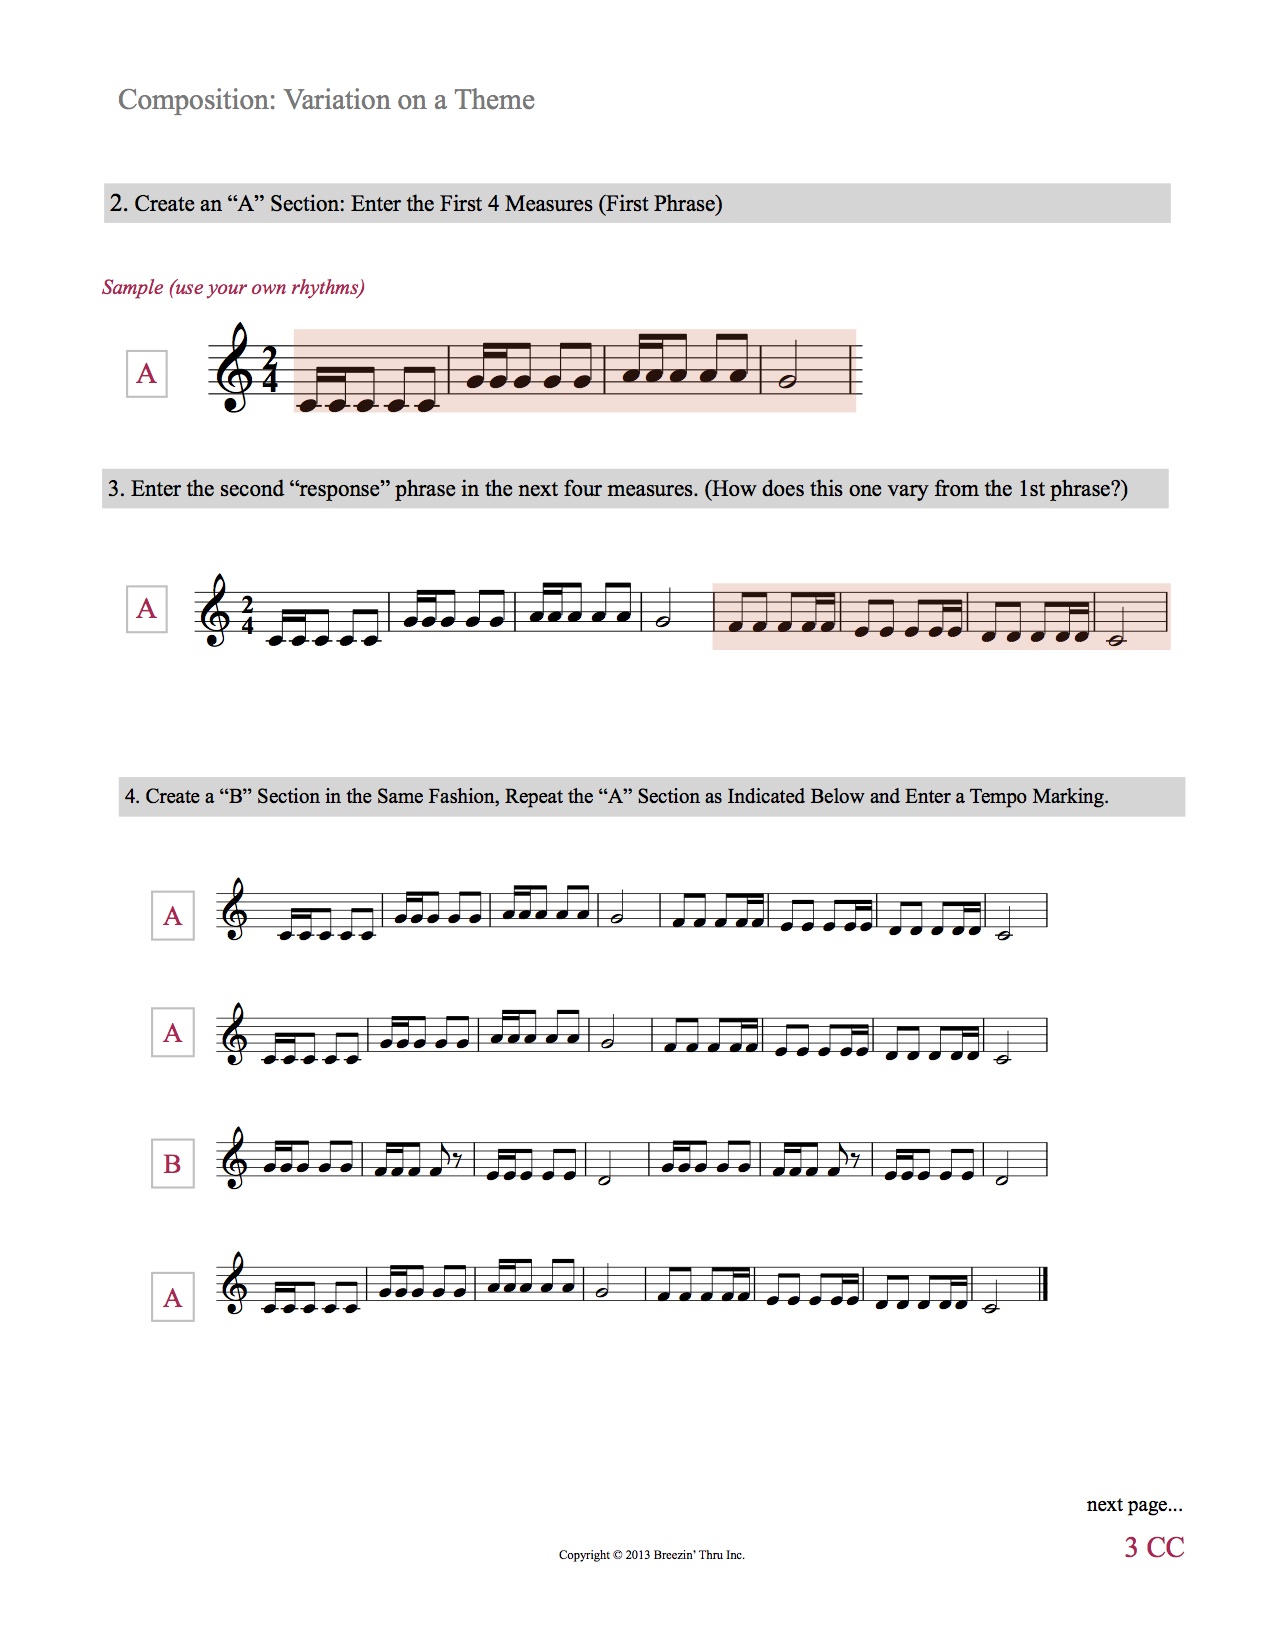 Composition: Variation on a Theme
2. Create an “A” Section: Enter the First 4 Measures (First Phrase)
Sample (use your own rhythms)
A
2
4
3. Enter the second “response” phrase in the next four measures. (How does this one vary from the 1st phrase?)
A
2
4
4. Create a “B” Section in the Same Fashion, Repeat the “A” Section as Indicated Below and Enter a Tempo Marking.
A
A
B
A
next page...
Copyright © 2013 Breezin’ Thru Inc.
3 CC